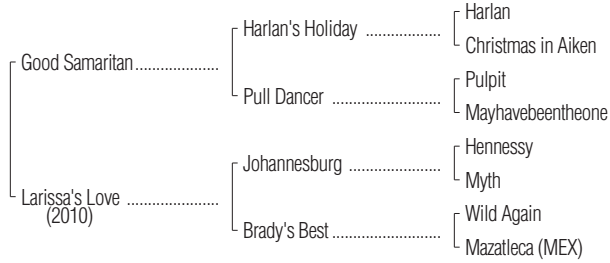 Harlan
Harlan's Holiday ..................
Christmas in Aiken
Good Samaritan....................
Pulpit
Pull Dancer ..........................
Mayhavebeentheone
Hennessy
Johannesburg ......................
Myth
Larissa's Love ......................
(2010)
Wild Again
Brady's Best..........................
Mazatleca (MEX)